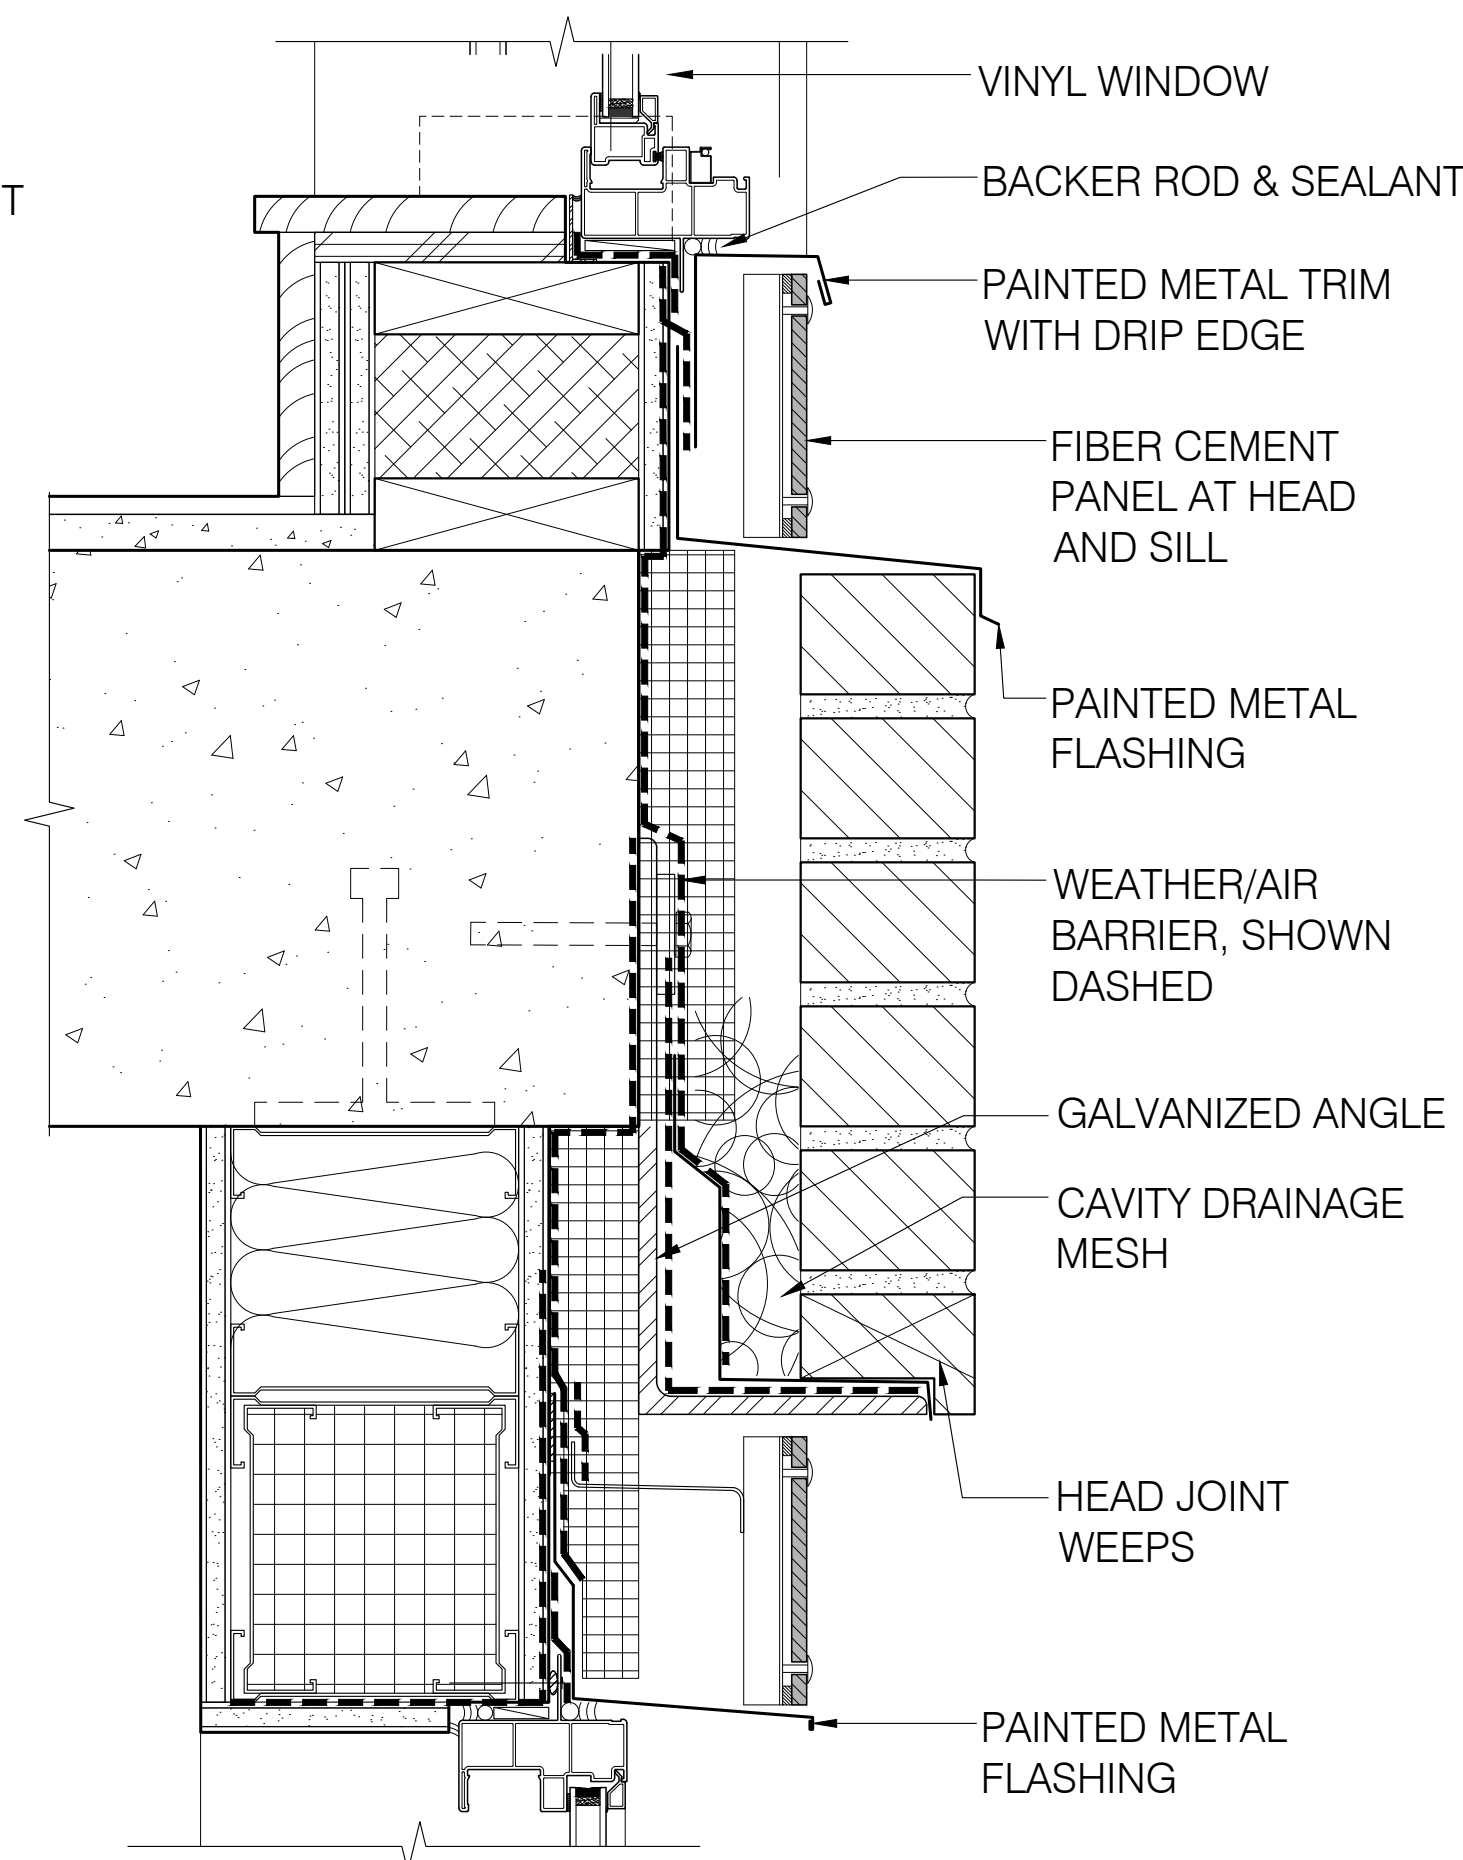 VINYL WINDOW
T
BACKER ROD & SEALANT
PAINTED METAL TRIM
WITH DRIP EDGE
FIBER CEMENT
PANEL AT HEAD
AND SILL
PAINTED METAL
FLASHING
WEATHER/AIR
BARRIER, SHOWN
DASHED
GALVANIZED ANGLE
CAVITY DRAINAGE
MESH
HEAD JOINT
WEEPS
PAINTED METAL
FLASHING